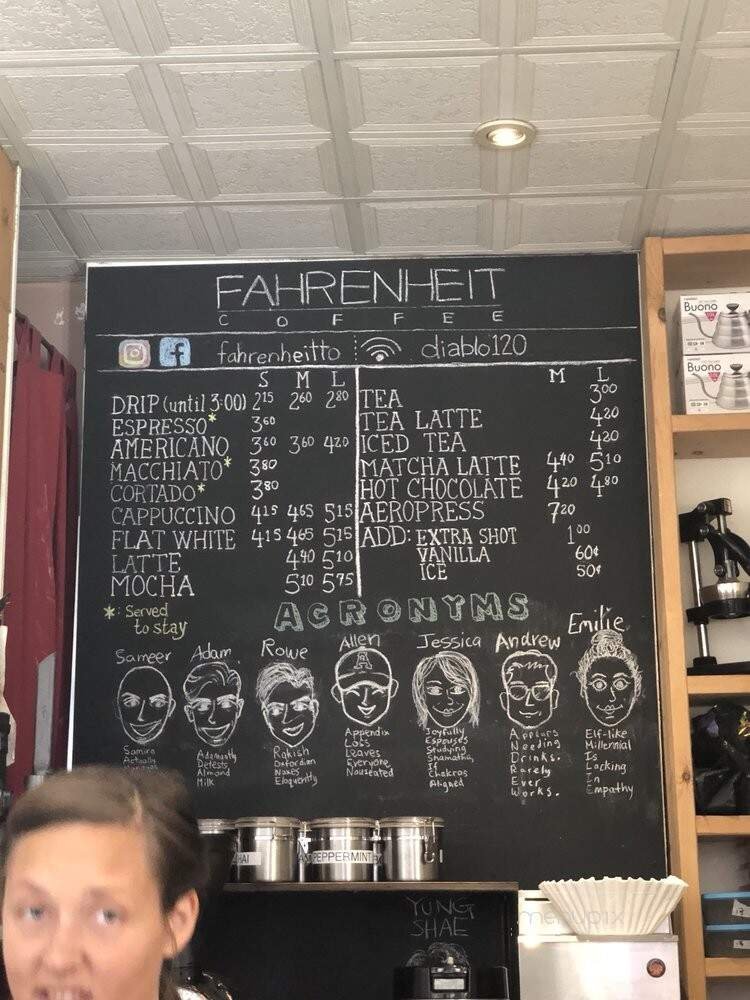 FAHRENHEIT
COFFEE
fahrenheitto diablo120
S M L
DRIP (until 3:00) 2 15 2 60 2 80
ESPRESSO* 3 60
AMERICANO 3 60 3 60 4 20
MACCHIATO* 3 80
CORTADO* 3 80
CAPPUCCINO 4 15 4 65 5 15
FLAT WHITE 4 15 4 65 5 15
LATTE 4 40 5 10
MOCHA 5 10 5 75
*: Served
to stay
M L
TEA 3 00
TEA LATTE 4 20
ICED TEA 4 20
MATCHA LATTE 4 40 5 10
HOT CHOCOLATE 4 20 4 80
AEROPRESS 7 20
ADD: EXTRA SHOT 1 00
VANILLA 60¢
ICE 50¢
ACRONYMS
Sameer
Samira
Actually
Adam
Adamantly
Detests
Almond
Milk
Rowe
Rakish
Oxfordian
Waxes
Eloquently
Allen
A
Appendix
Loss
Leaves
Everyone
Nauseated
Jessica
Joyfully
Espouses
Studying
Shamatha,
If
Chakras
Aligned
Andrew
Appears
Needing
Drinks.
Rarely
Ever
Works.
Emilie
Elf-like
Millennial
Is
Lacking
In
Empathy
Buono
Buono
HAI
PEPPERMINT
YUNG
SHAE
menupix